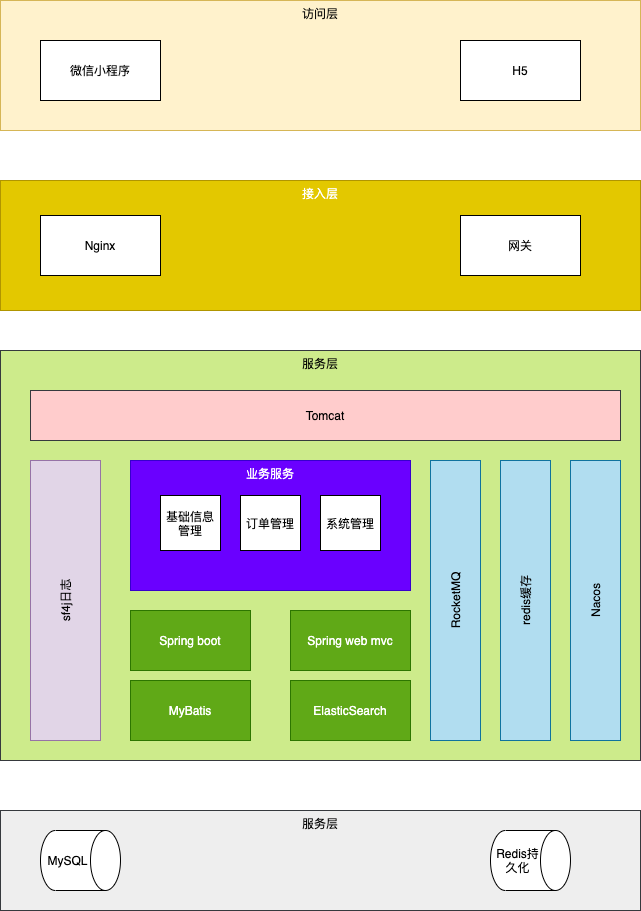 访问层
微信小程序
H5
接入层
Nginx
网关
服务层
Tomcat
sf4j日志
业务服务
基础信息
管理
订单管理
系统管理
Spring boot
Spring web mvc
MyBatis
ElasticSearch
RocketMQ
redis缓存
Nacos
服务层
MySQL
Redis持
久化